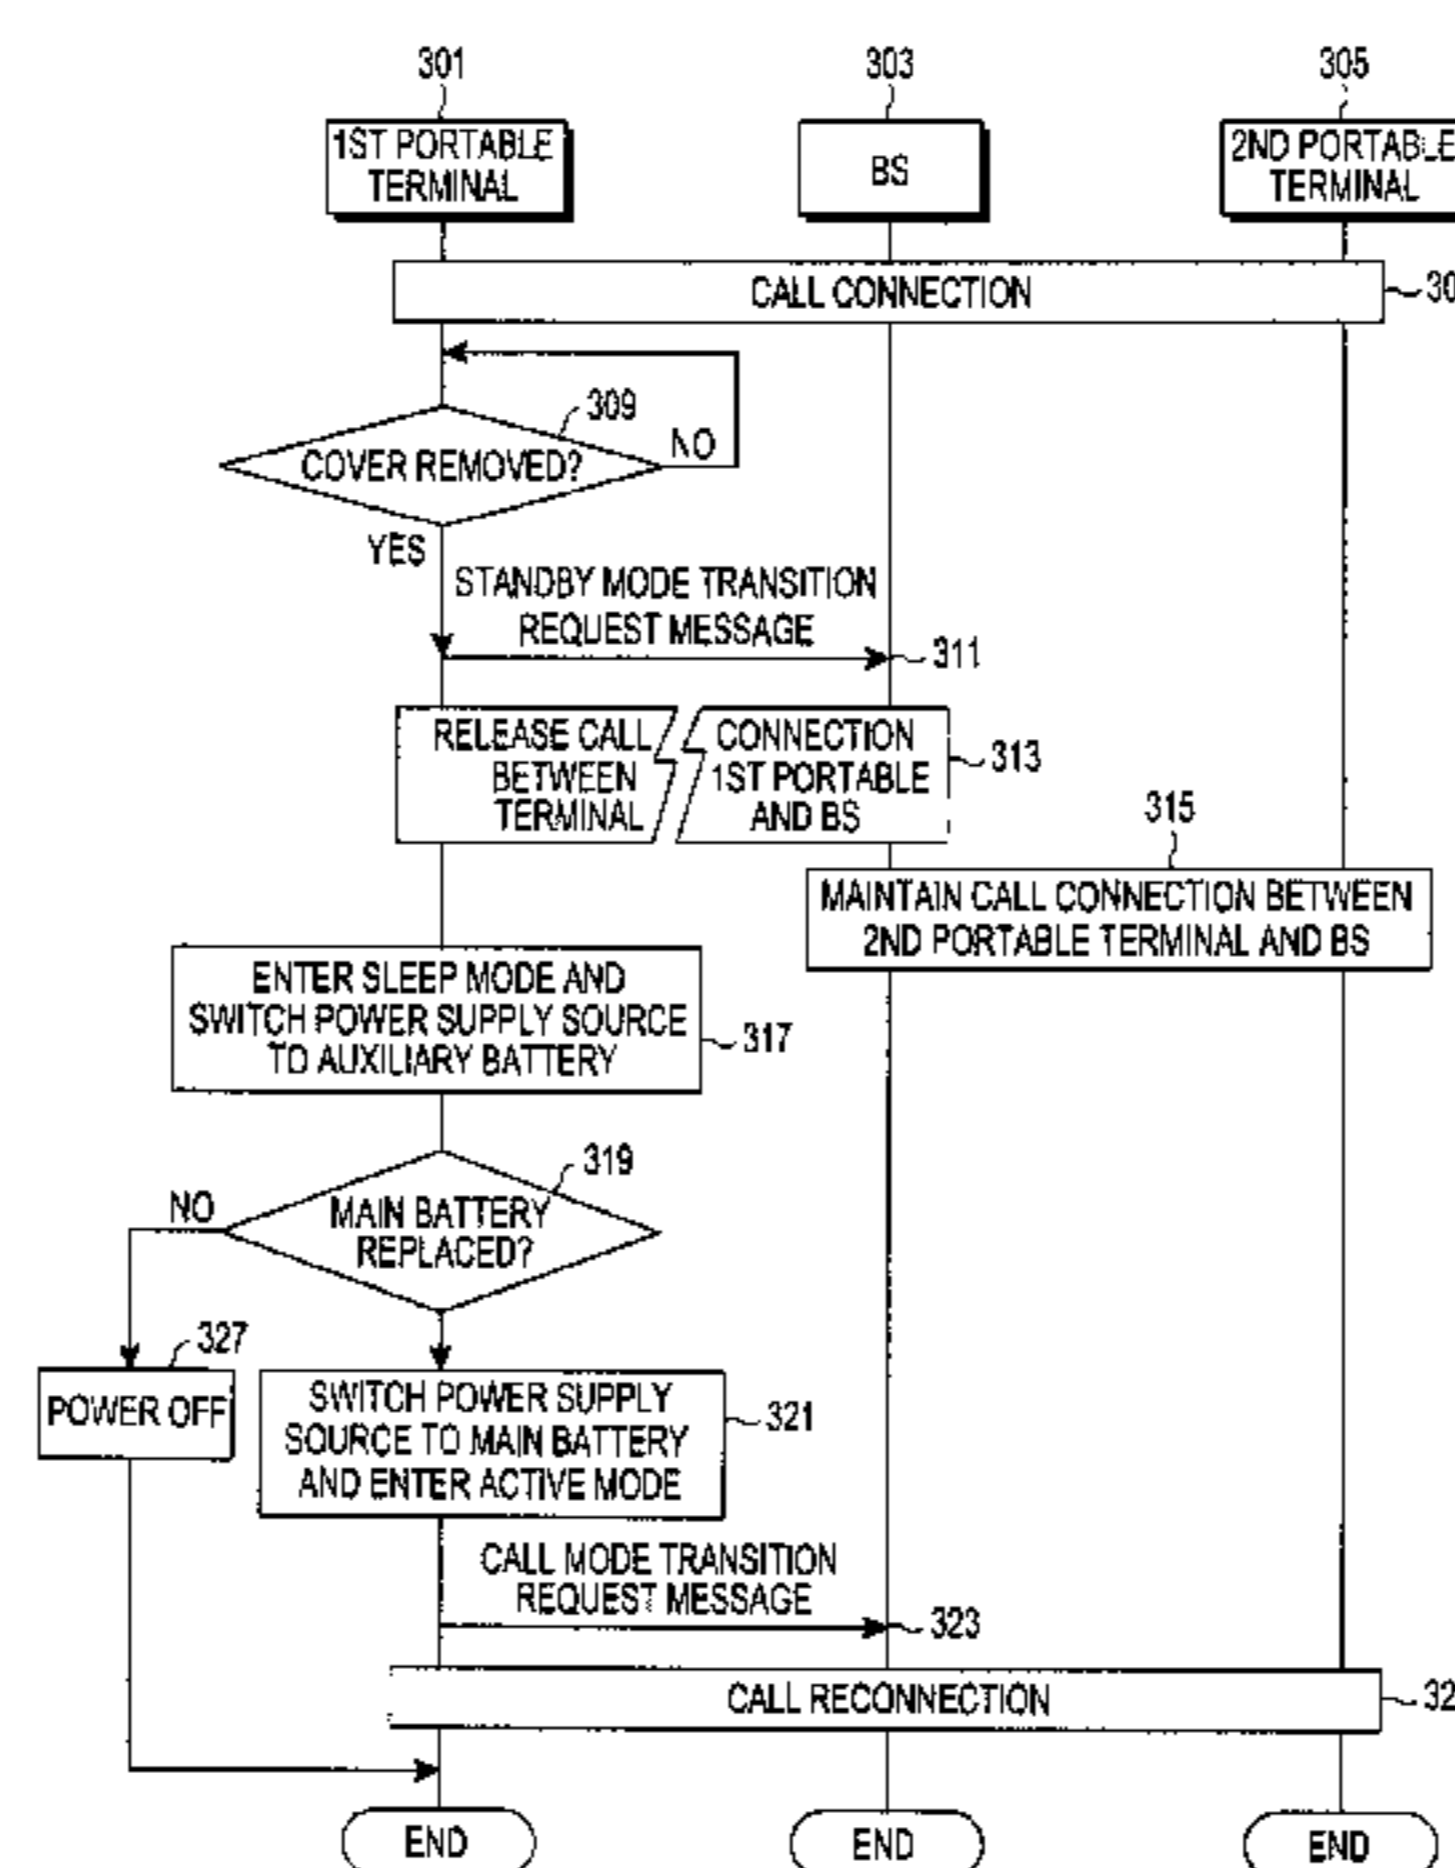 301
303
305
1ST PORTABLE
TERMINAL
BS
2ND PORTABLE
TERMINAL
CALL CONNECTION
30
309
COVER REMOVED?
NO
YES
STANDBY MODE TRANSITION
REQUEST MESSAGE
311
RELEASE CALL CONNECTION
BETWEEN 1ST PORTABLE
TERMINAL AND BS
313
315
MAINTAIN CALL CONNECTION BETWEEN
2ND PORTABLE TERMINAL AND BS
ENTER SLEEP MODE AND
SWITCH POWER SUPPLY SOURCE
TO AUXILIARY BATTERY
317
319
NO
MAIN BATTERY
REPLACED?
327
POWER OFF
SWITCH POWER SUPPLY
SOURCE TO MAIN BATTERY
AND ENTER ACTIVE MODE
321
CALL MODE TRANSITION
REQUEST MESSAGE
323
CALL RECONNECTION
32
END
END
END